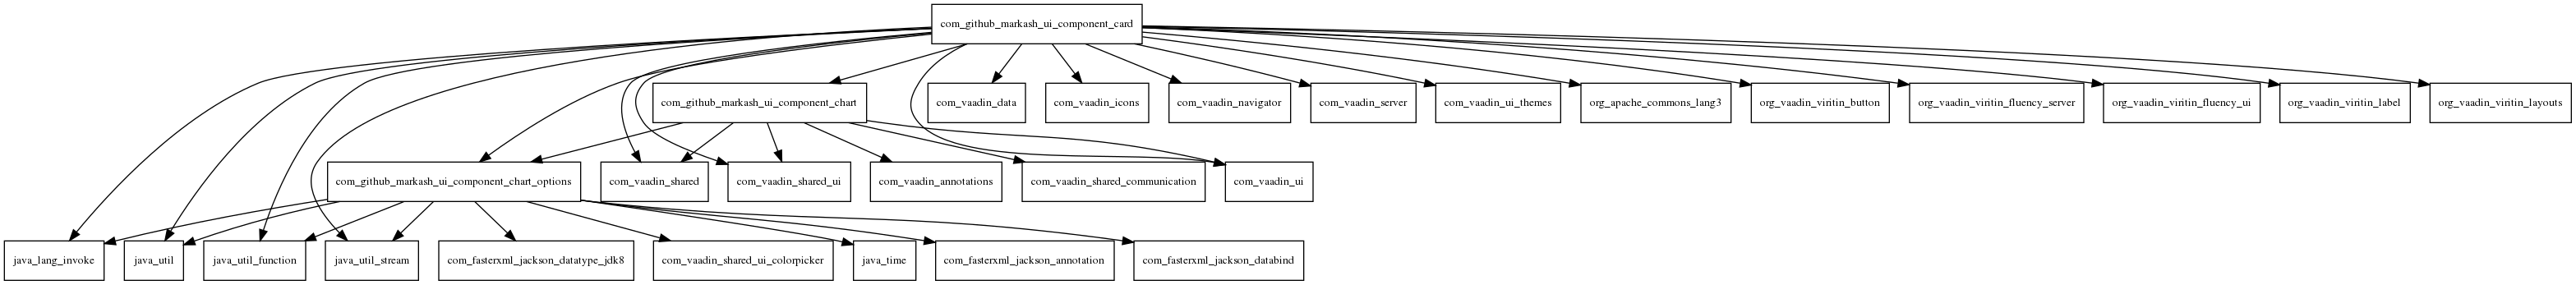 com_github_markash_ui_component_card
com_github_markash_ui_component_chart
com_vaadin_data
com_vaadin_icons
com_vaadin_navigator
com_vaadin_server
com_vaadin_ui_themes
org_apache_commons_lang3
org_vaadin_viritin_button
org_vaadin_viritin_fluency_server
org_vaadin_viritin_fluency_ui
org_vaadin_viritin_label
org_vaadin_viritin_layouts
com_github_markash_ui_component_chart_options
com_vaadin_shared
com_vaadin_shared_ui
com_vaadin_annotations
com_vaadin_shared_communication
com_vaadin_ui
java_lang_invoke
java_util
java_util_function
java_util_stream
com_fasterxml_jackson_datatype_jdk8
com_vaadin_shared_ui_colorpicker
java_time
com_fasterxml_jackson_annotation
com_fasterxml_jackson_databind